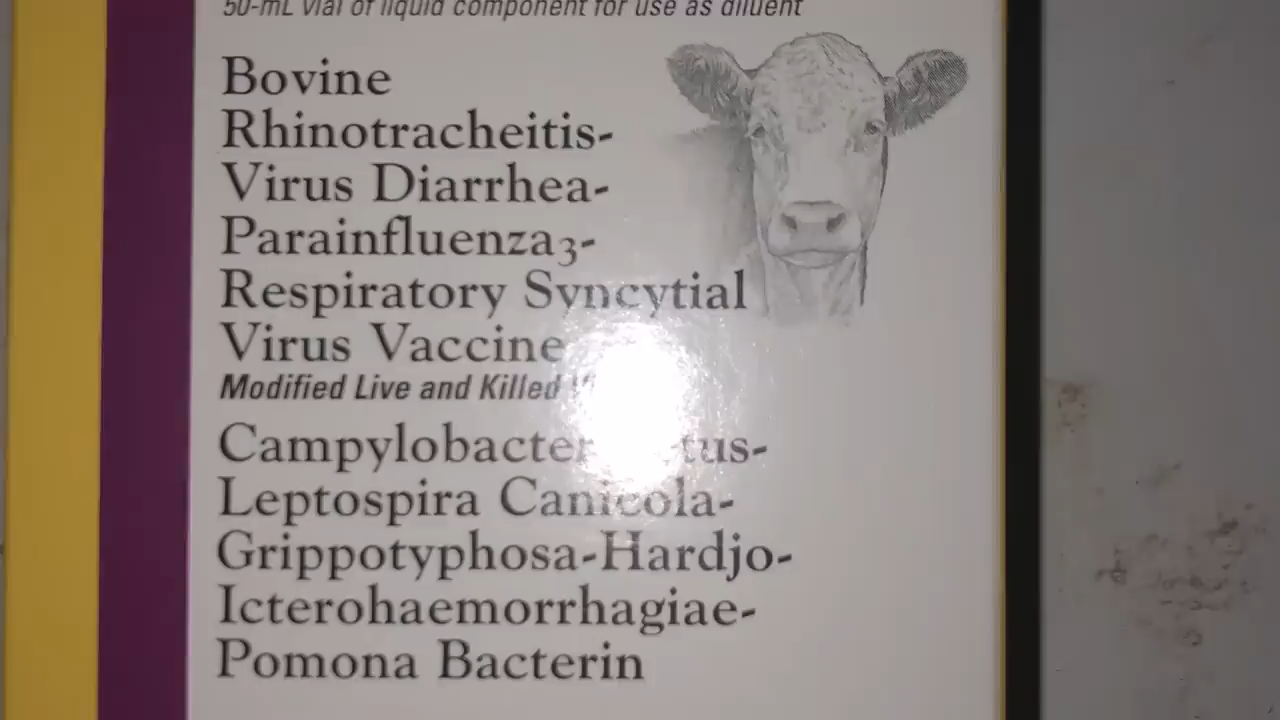 50-mL vial of liquid component for use as diluent
Bovine
Rhinotracheitis-
Virus Diarrhea-
Parainfluenza3-
Respiratory Syncytial
Virus Vaccine
Modified Live and Killed
Campylobacter
Leptospira Canicola-
Grippotyphosa-Hardjo-
Icterohaemorrhagiae-
Pomona Bacterin